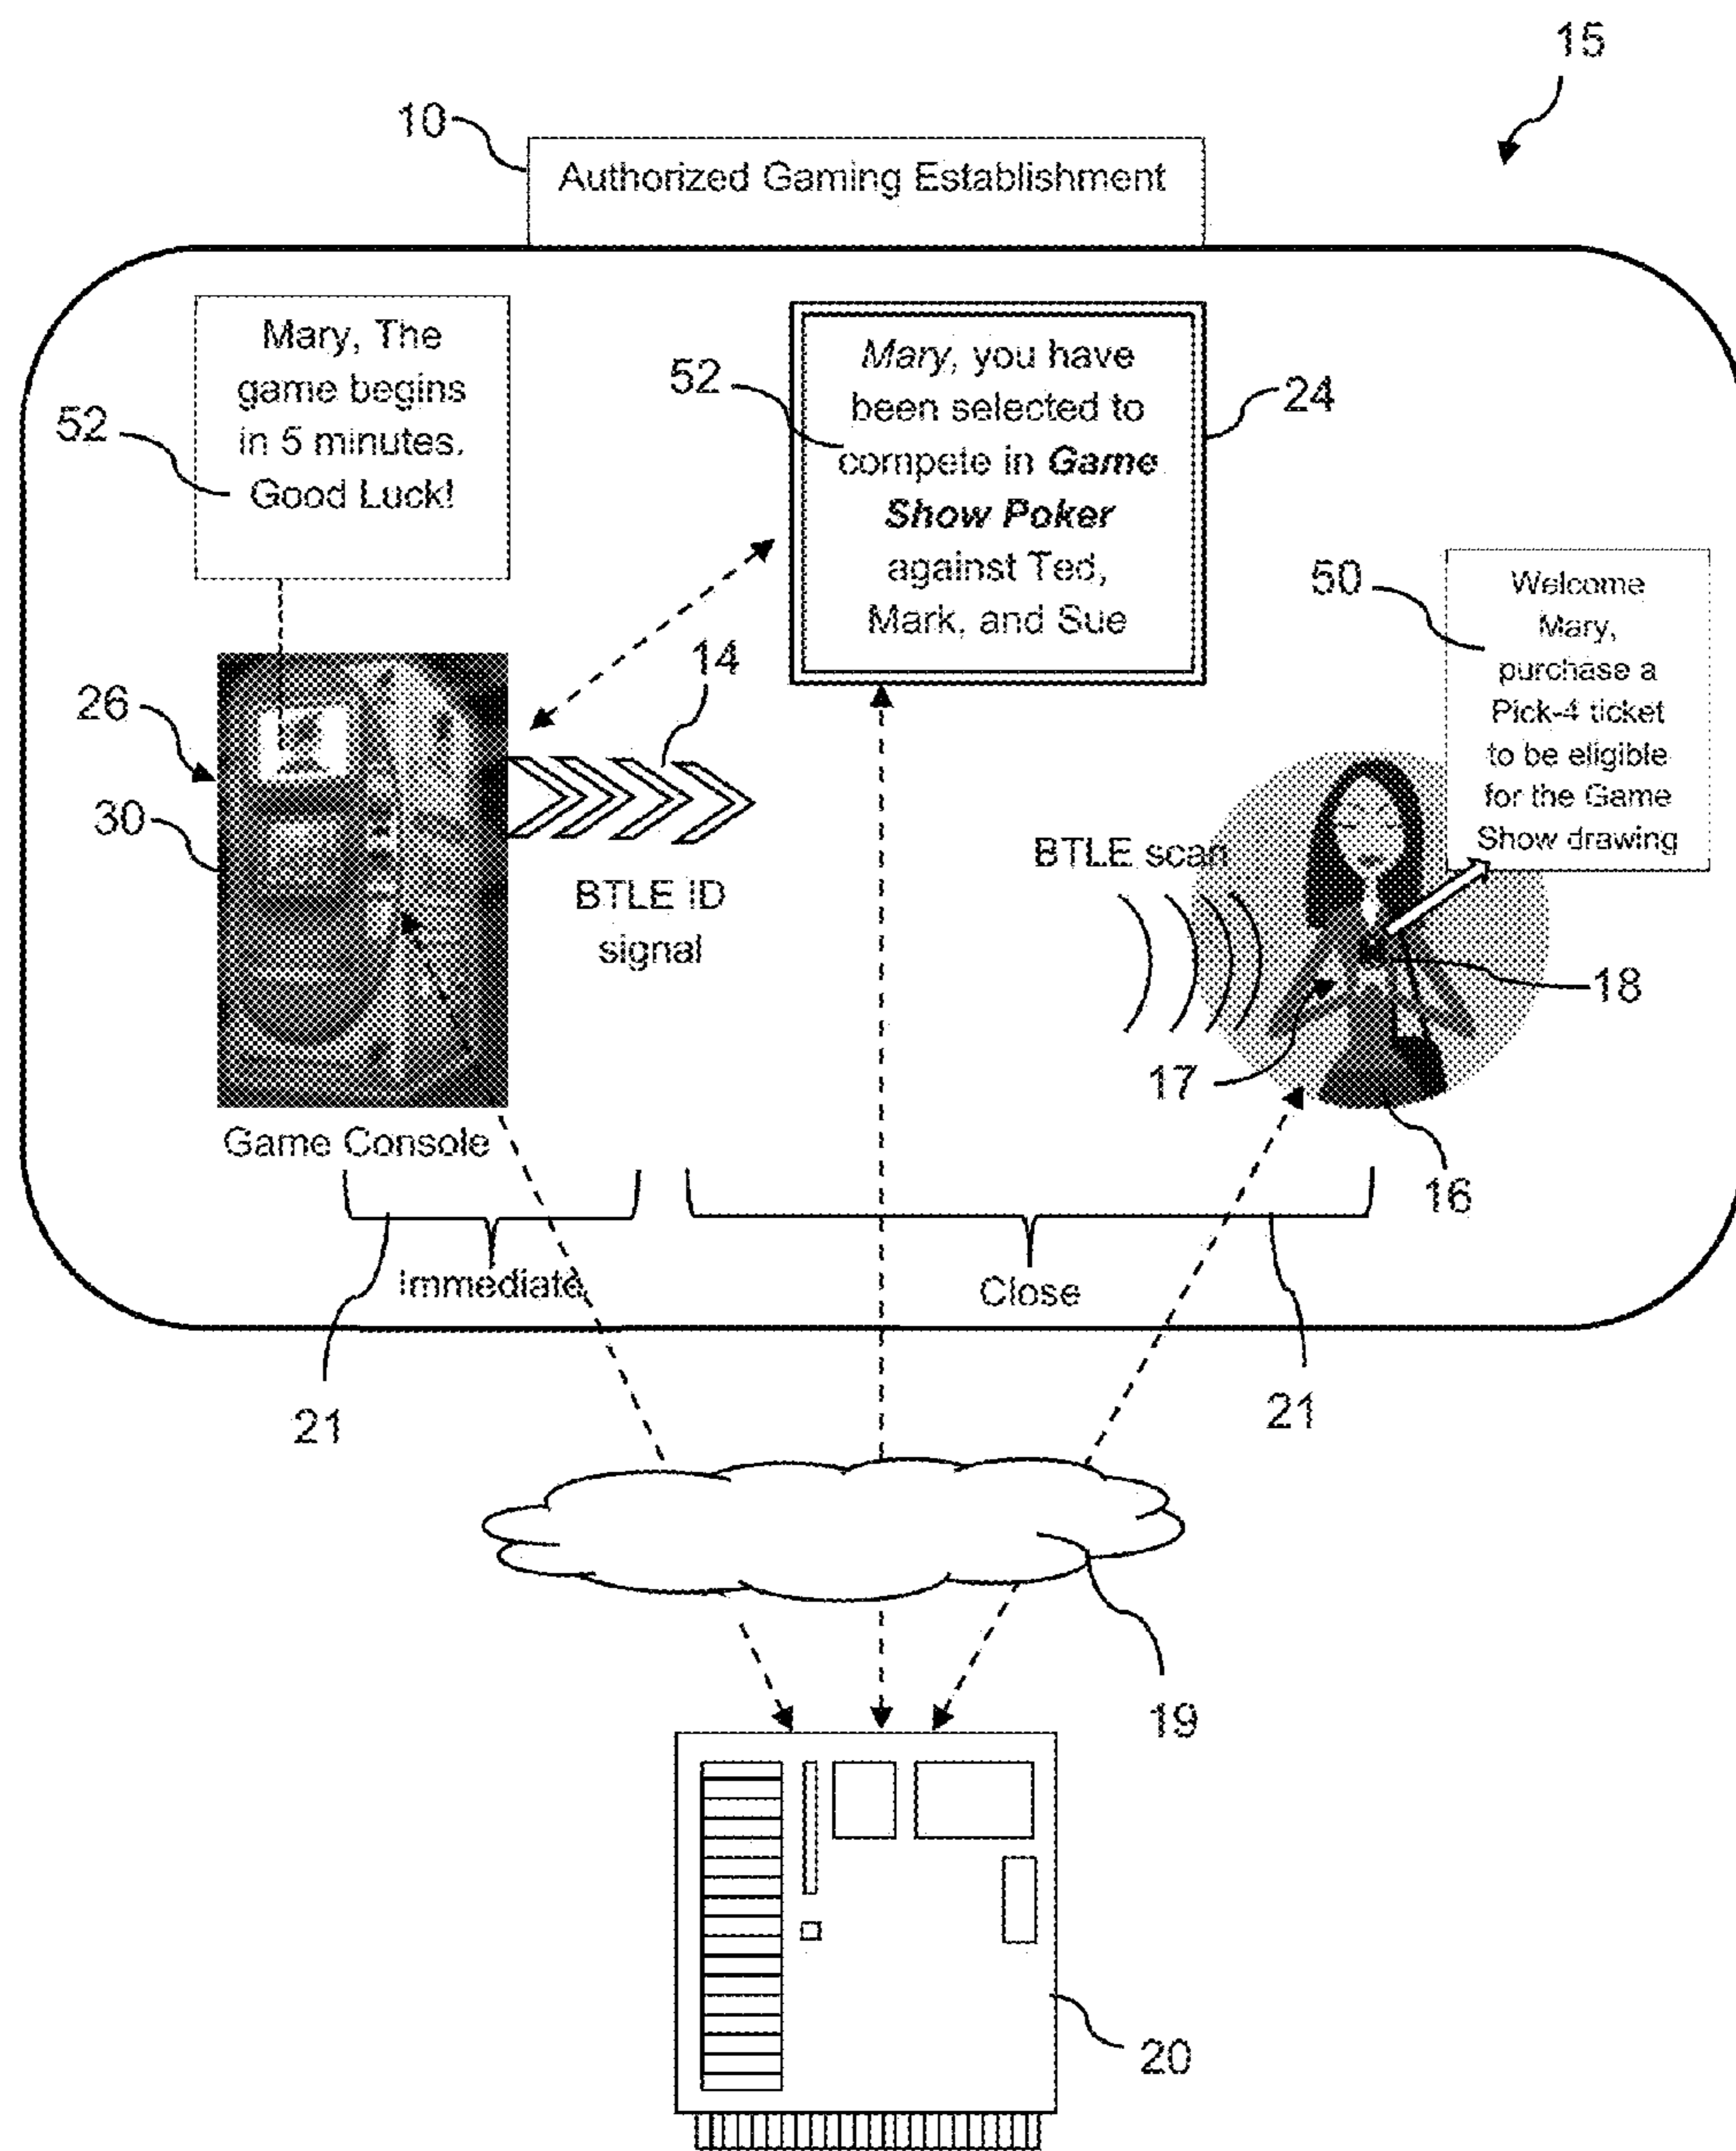 15
10
Authorized Gaming Establishment
Mary, The
game begins
in 5 minutes.
Good Luck!
52
Mary, you have
been selected to
compete in Game
Show Poker
against Ted,
Mark, and Sue
52
24
50
Welcome
Mary,
purchase a
Pick-4 ticket
to be eligible
for the Game
Show drawing
14
26
30
BTLE ID
signal
BTLE scan
18
17
16
Game Console
Immediate
Close
21
21
19
20